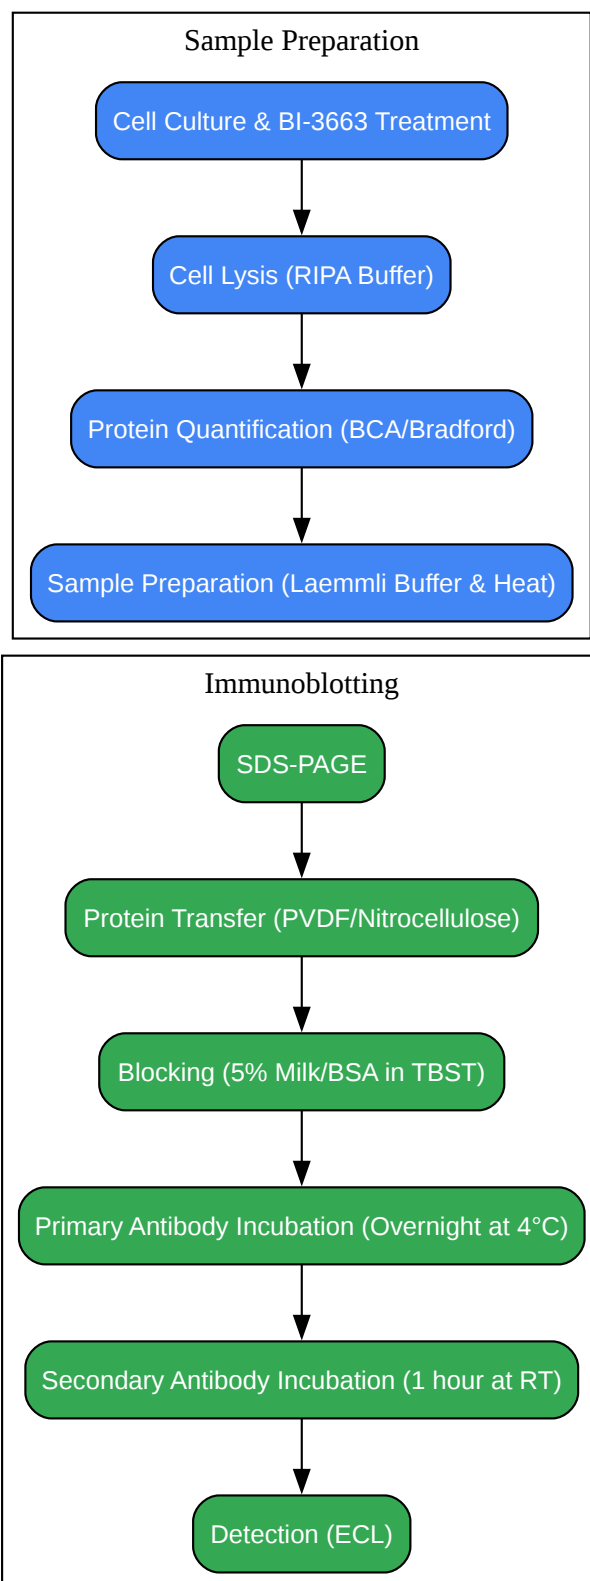 Sample Preparation
Cell Culture & BI-3663 Treatment
Cell Lysis (RIPA Buffer)
Protein Quantification (BCA/Bradford)
Sample Preparation (Laemmli Buffer & Heat)
Immunoblotting
SDS-PAGE
Protein Transfer (PVDF/Nitrocellulose)
Blocking (5% Milk/BSA in TBST)
Primary Antibody Incubation (Overnight at 4°C)
Secondary Antibody Incubation (1 hour at RT)
Detection (ECL)